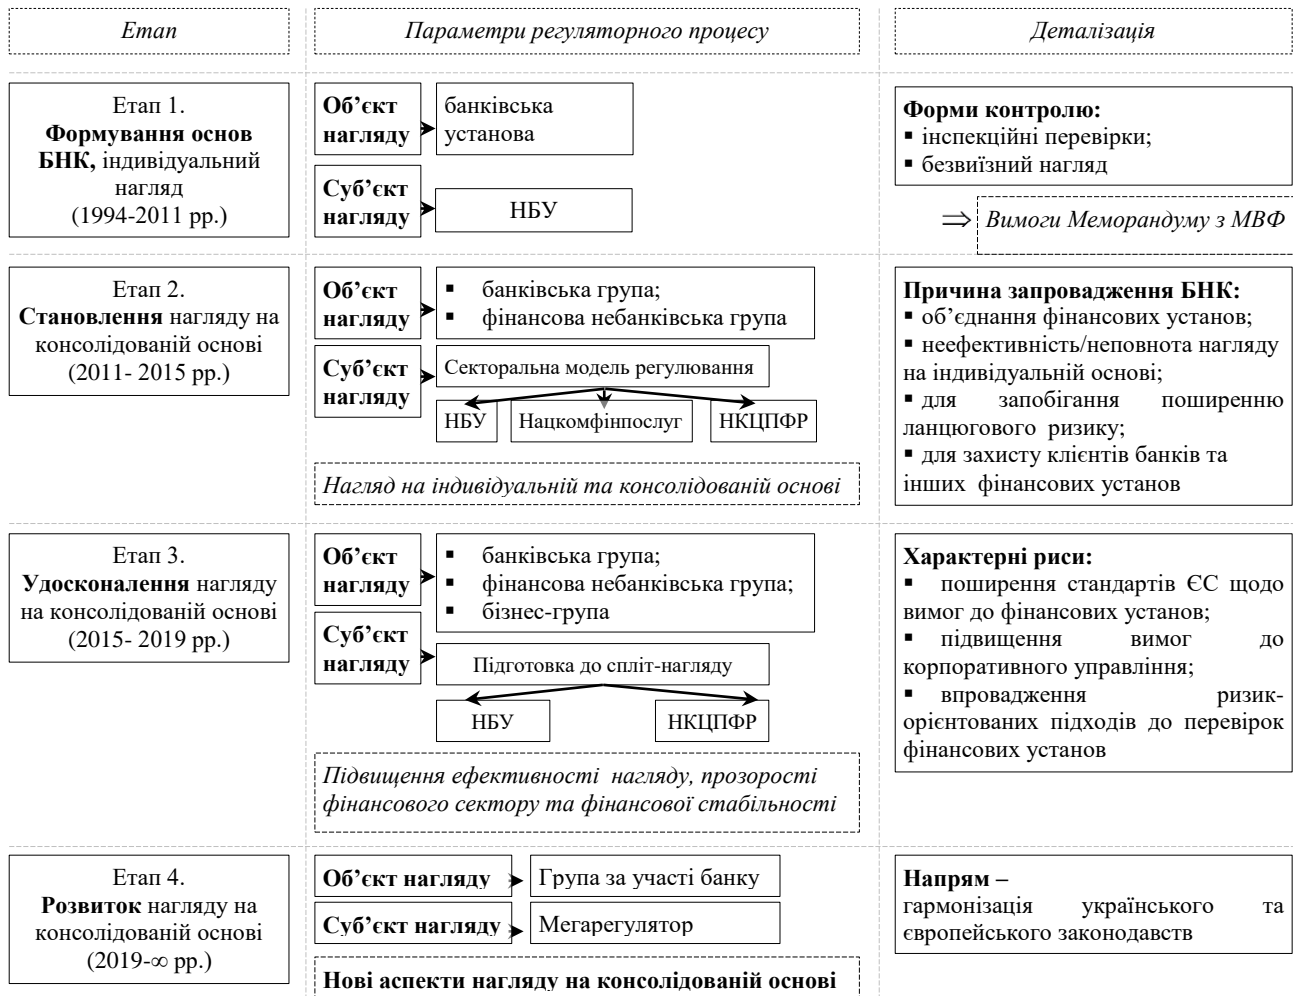 Етап
Параметри регуляторного процесу
Деталізація
Етап 1.
Формування основ
БНК, індивідуальний
нагляд
(1994-2011 рр.)
Об’єкт
нагляду
банківська
установа
Суб’єкт
нагляду
НБУ
Форми контролю:
▪ інспекційні перевірки;
▪ безвиїзний нагляд
⇒ Вимоги Меморандуму з МВФ
Етап 2.
Становлення нагляду на
консолідованій основі
(2011- 2015 рр.)
Об’єкт
нагляду
▪ банківська група;
▪ фінансова небанківська група
Суб’єкт
нагляду
Секторальна модель регулювання
НБУ
Нацкомфінпослуг
НКЦПФР
Нагляд на індивідуальній та консолідованій основі
Причина запровадження БНК:
▪ об’єднання фінансових установ;
▪ неефективність/неповнота нагляду
на індивідуальній основі;
▪ для запобігання поширенню
ланцюгового ризику;
▪ для захисту клієнтів банків та
інших фінансових установ
Етап 3.
Удосконалення нагляду
на консолідованій основі
(2015- 2019 рр.)
Об’єкт
нагляду
▪ банківська група;
▪ фінансова небанківська група;
▪ бізнес-група
Суб’єкт
нагляду
Підготовка до спліт-нагляду
НБУ
НКЦПФР
Підвищення ефективності нагляду, прозорості
фінансового сектору та фінансової стабільності
Характерні риси:
▪ поширення стандартів ЄС щодо
вимог до фінансових установ;
▪ підвищення вимог до
корпоративного управління;
▪ впровадження ризик-
орієнтованих підходів до перевірок
фінансових установ
Етап 4.
Розвиток нагляду на
консолідованій основі
(2019-∞ рр.)
Об’єкт нагляду
Група за участі банку
Суб’єкт нагляду
Мегарегулятор
Нові аспекти нагляду на консолідованій основі
Напрям –
гармонізація українського та
європейського законодавств